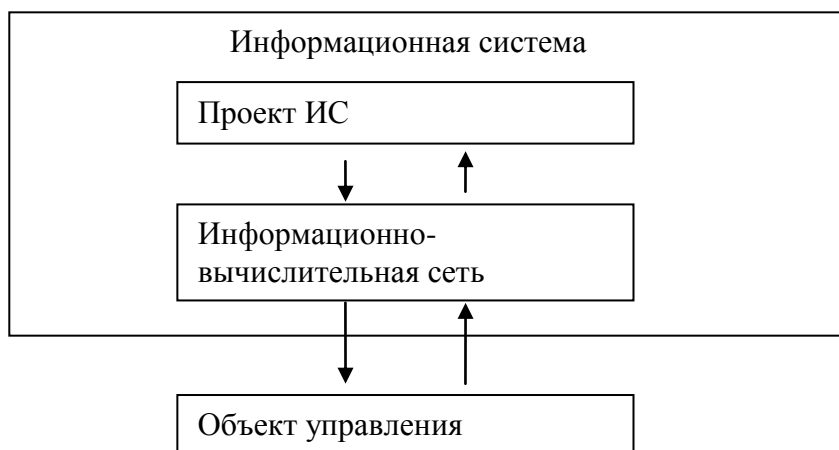 Информационная система
Проект ИС
Информационно-
вычислительная сеть
Объект управления